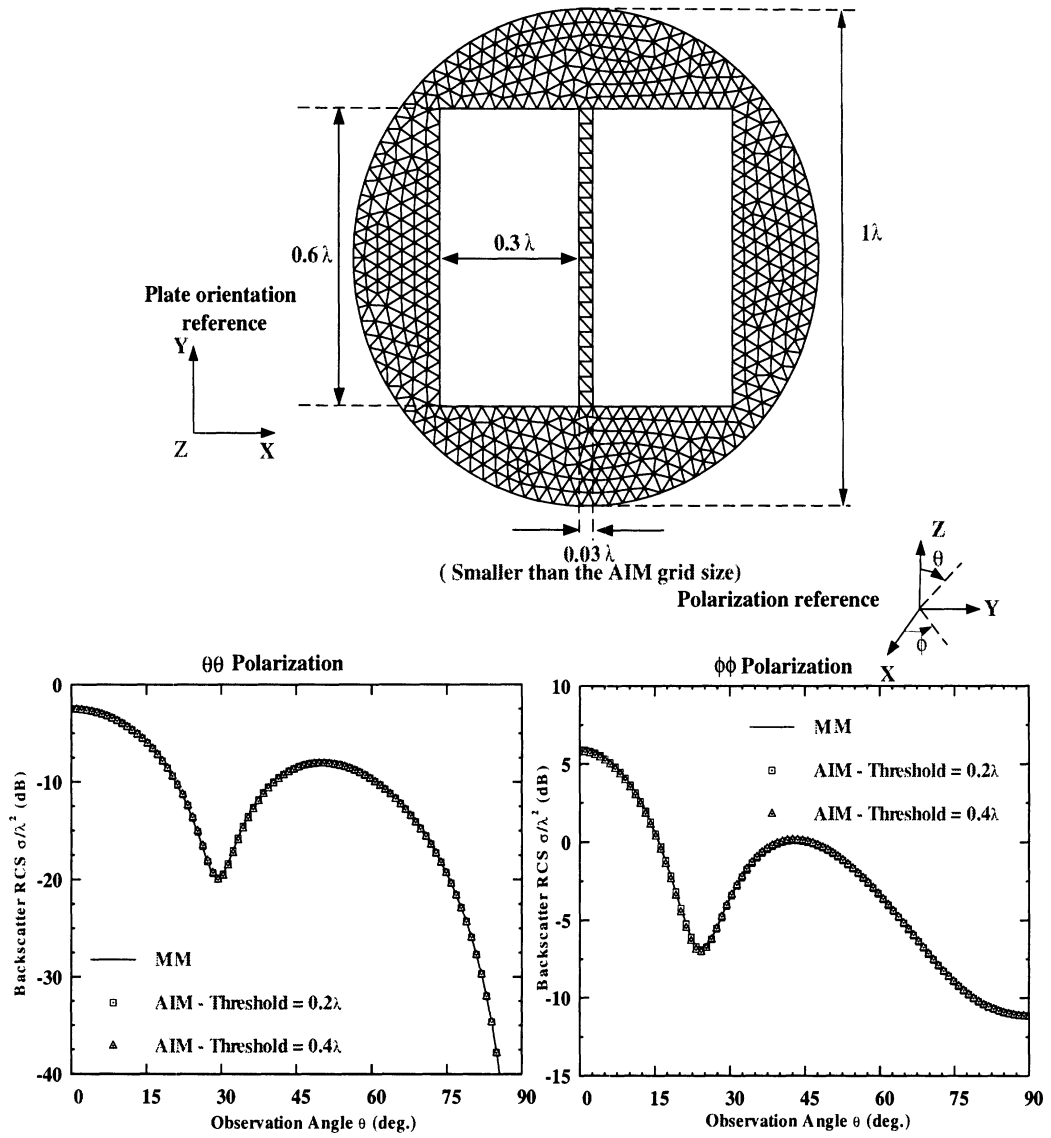 0.6λ
0.3λ
1λ
Plate orientation
reference
Y
Z
X
0.03λ
( Smaller than the AIM grid size)
Polarization reference
Z
θ
Y
ϕ
X
θθ Polarization
Backscatter RCS σ/λ² (dB)
0
-10
-20
-30
-40
MM
AIM - Threshold = 0.2λ
AIM - Threshold = 0.4λ
0
15
30
45
60
75
90
Observation Angle θ (deg.)
ϕϕ Polarization
Backscatter RCS σ/λ² (dB)
10
5
0
-5
-10
-15
MM
AIM - Threshold = 0.2λ
AIM - Threshold = 0.4λ
0
15
30
45
60
75
90
Observation Angle θ (deg.)